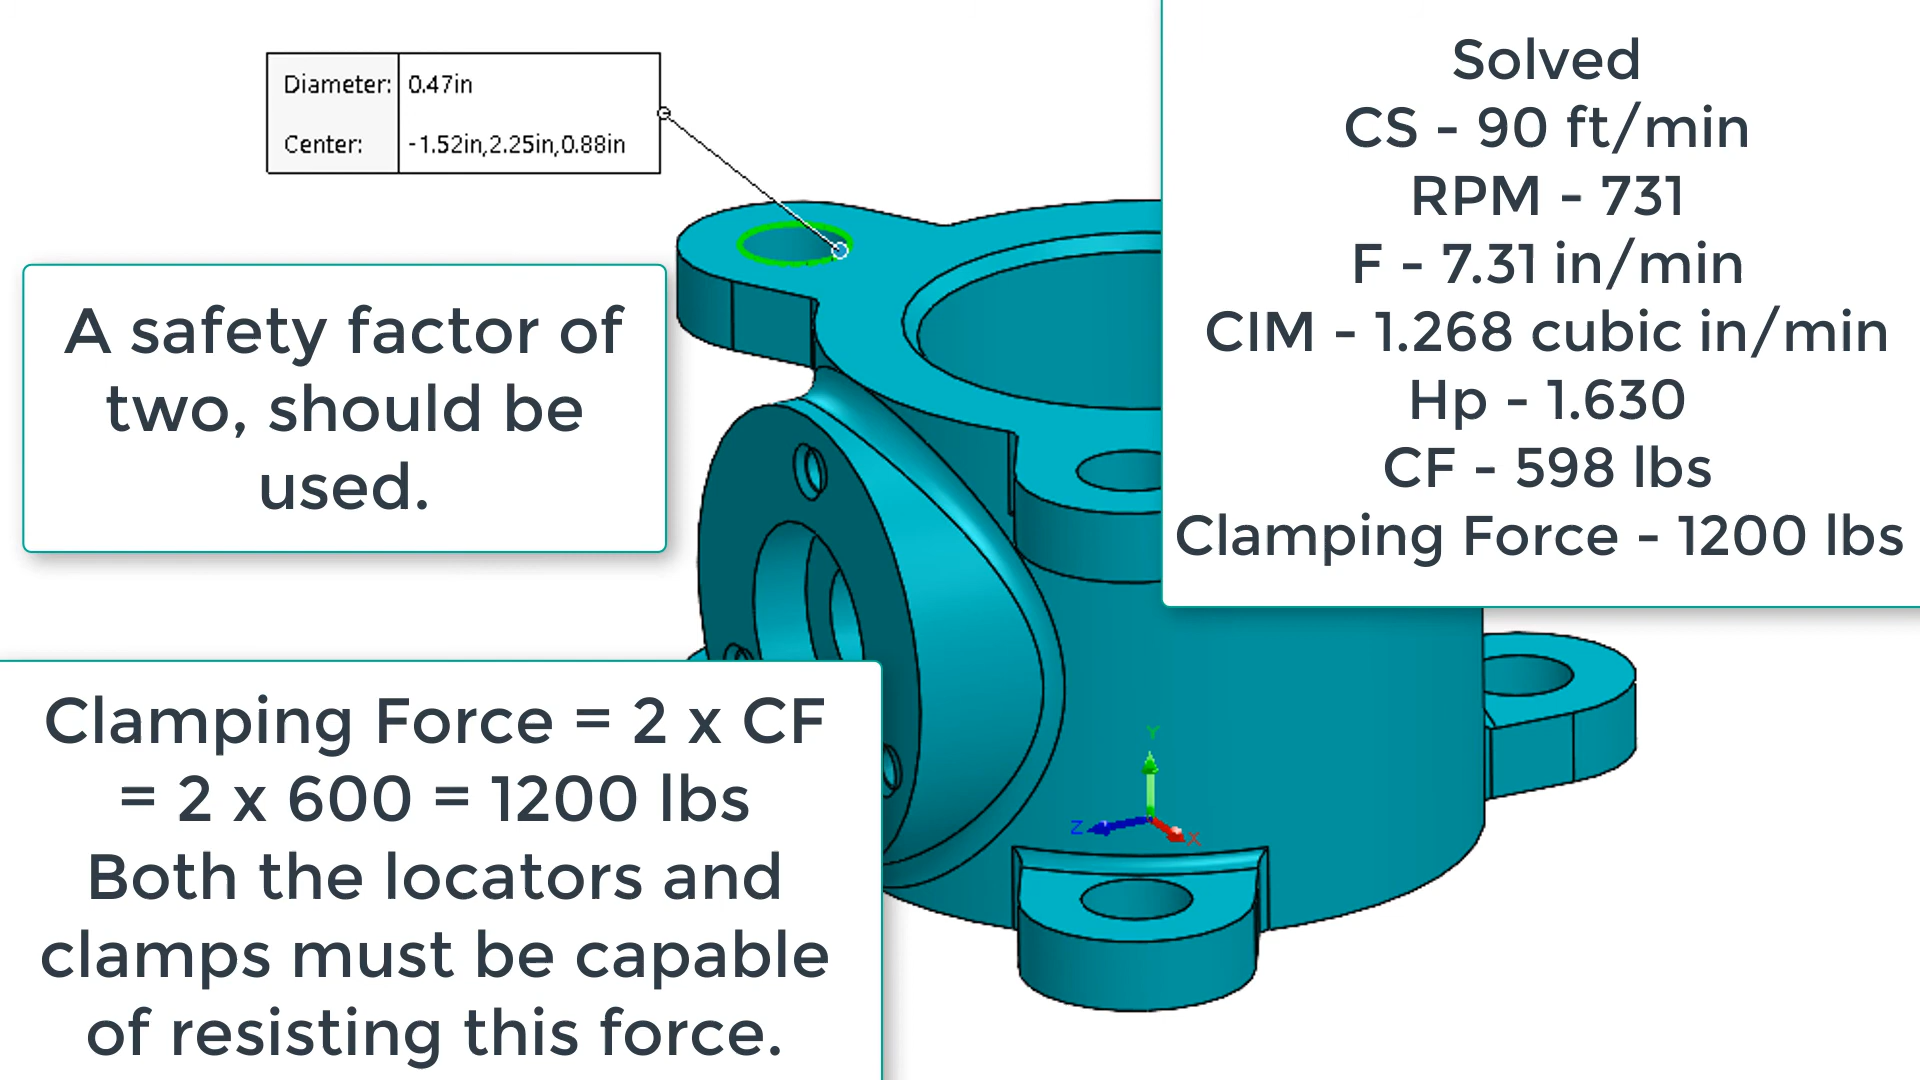 Diameter: 0.47in
Center: -1.52in,2.25in,0.88in
A safety factor of
two, should be
used.
Solved
CS - 90 ft/min
RPM - 731
F - 7.31 in/min
CIM - 1.268 cubic in/min
Hp - 1.630
CF - 598 lbs
Clamping Force - 1200 lbs
Clamping Force = 2 x CF
= 2 x 600 = 1200 lbs
Both the locators and
clamps must be capable
of resisting this force.
Y
Z
X